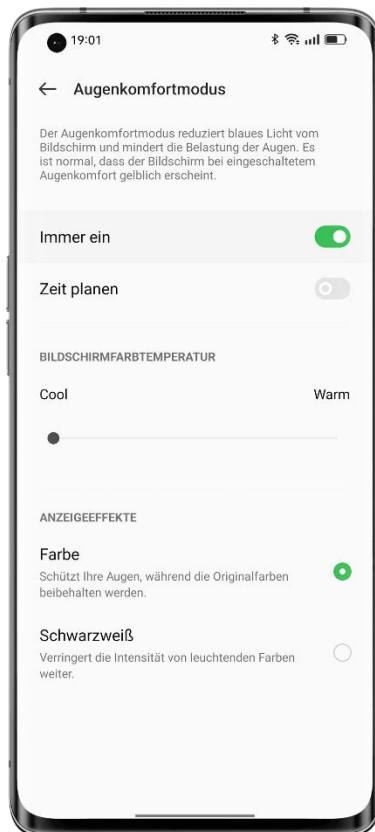 19:01
Augenkomfortmodus
Der Augenkomfortmodus reduziert blaues Licht vom
Bildschirm und mindert die Belastung der Augen. Es
ist normal, dass der Bildschirm bei eingeschaltetem
Augenkomfort gelblich erscheint.
Immer ein
Zeit planen
BILDSCHIRMFARBTEMPERATUR
Cool Warm
ANZEIGEEFFEKTE
Farbe
Schützt Ihre Augen, während die Originalfarben
beibehalten werden.
Schwarzweiß
Verringert die Intensität von leuchtenden Farben
weiter.